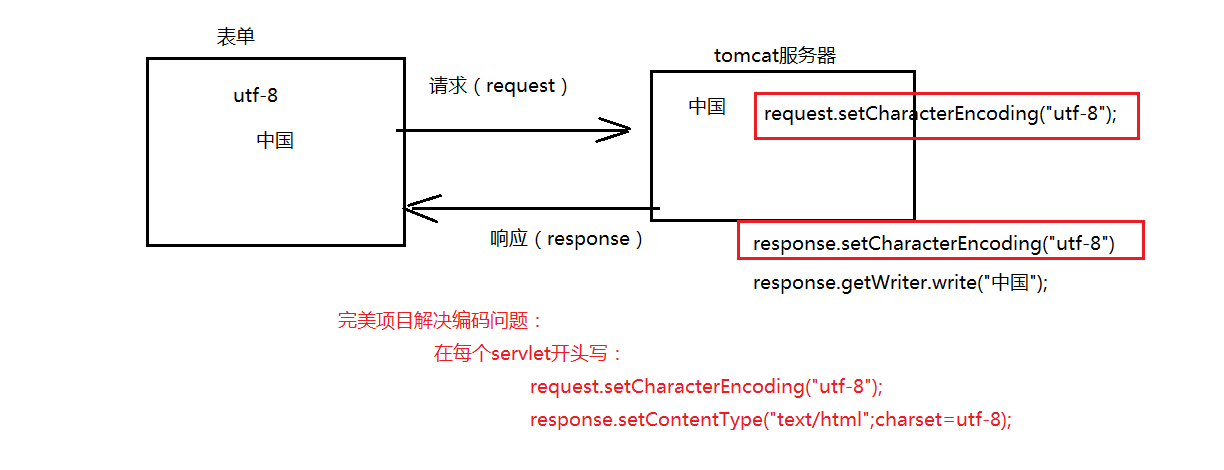 表单
tomcat服务器
utf-8
中国
请求（request）
中国
request.setCharacterEncoding("utf-8");
响应（response）
response.setCharacterEncoding("utf-8")
response.getWriter.write("中国");
完美项目解决编码问题：
在每个servlet开头写：
request.setCharacterEncoding("utf-8");
response.setContentType("text/html";charset=utf-8);